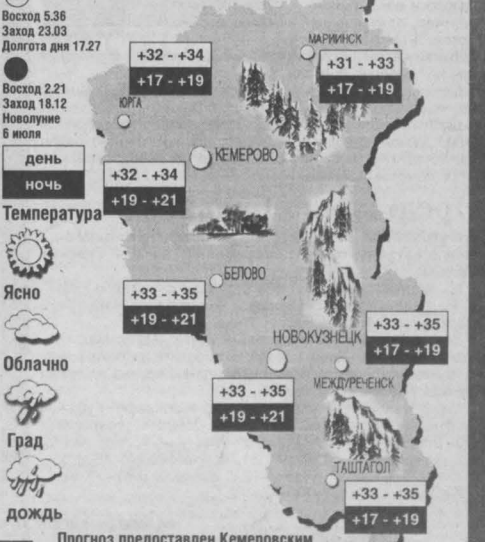 Восход 5.36
Заход 23.03
Долгота дня 17.27
Восход 2.21
Заход 18.12
Новолуние
6 июля
день
ночь
Температура
Ясно
Облачно
Град
дождь
+32 - +34
+17 - +19
ЮРГА
МАРИИНСК
+31 - +33
+17 - +19
КЕМЕРОВО
+32 - +34
+19 - +21
БЕЛОВО
+33 - +35
+19 - +21
НОВОКУЗНЕЦК
+33 - +35
+19 - +21
+33 - +35
+17 - +19
МЕЖДУРЕЧЕНСК
ТАШТАГОЛ
+33 - +35
+17 - +19
Прогноз предоставлен Кемеровским